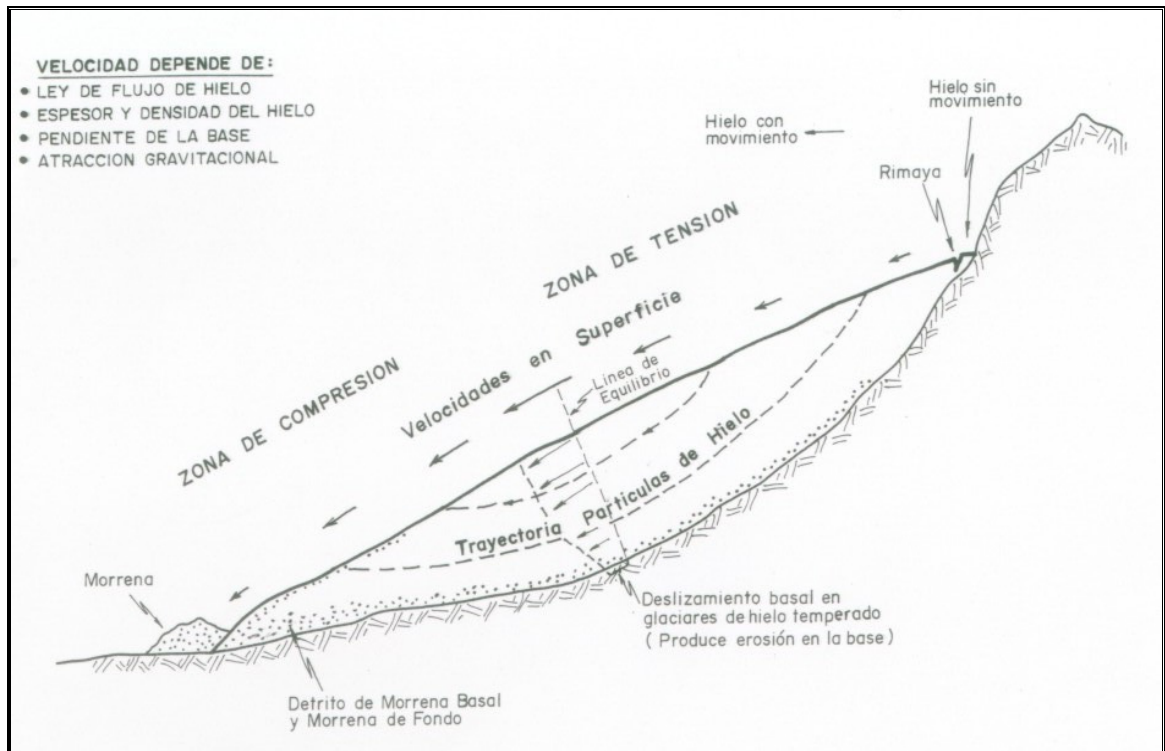 VELOCIDAD DEPENDE DE:
• LEY DE FLUJO DE HIELO
• ESPESOR Y DENSIDAD DEL HIELO
• PENDIENTE DE LA BASE
• ATRACCION GRAVITACIONAL
Hielo sin
movimiento
Hielo con
movimiento
Rimaya
ZONA DE TENSION
Velocidades en Superficie
Línea de
Equilibrio
ZONA DE COMPRESION
Trayectoria Partículas de Hielo
Morrena
Deslizamiento basal en
glaciares de hielo temperado
( Produce erosión en la base )
Detrito de Morrena Basal
y Morrena de Fondo